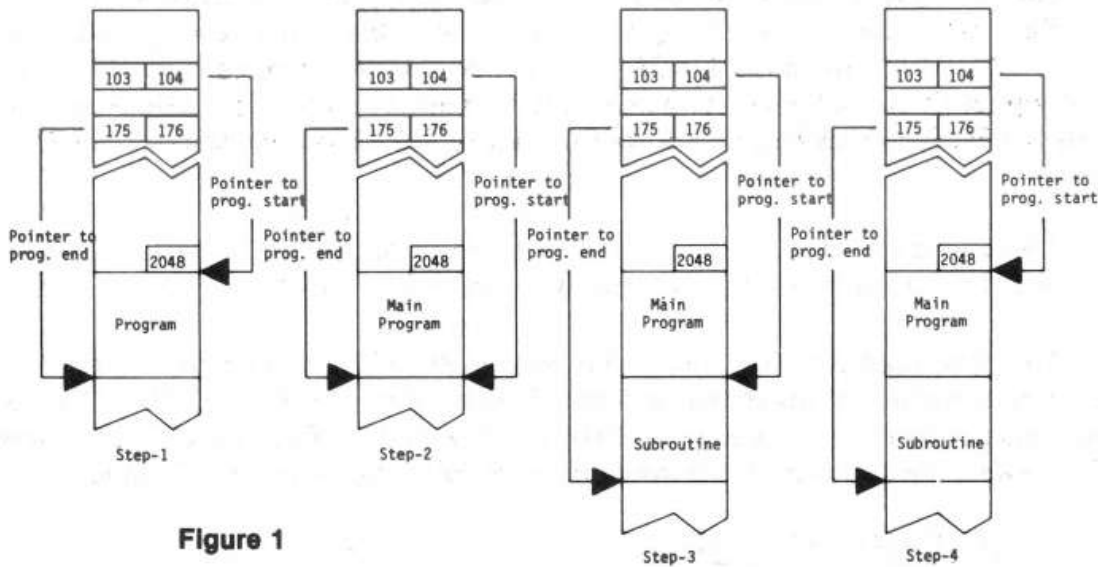 103 104
175 176
Pointer to
prog. start
Pointer to
prog. end
2048
Program
Step-1
103 104
175 176
Pointer to
prog. start
Pointer to
prog. end
2048
Main
Program
Step-2
103 104
175 176
Pointer to
prog. start
Pointer to
prog. end
2048
Main
Program
Subroutine
Step-3
103 104
175 176
Pointer to
prog. start
Pointer to
prog. end
2048
Main
Program
Subroutine
Step-4
Figure 1